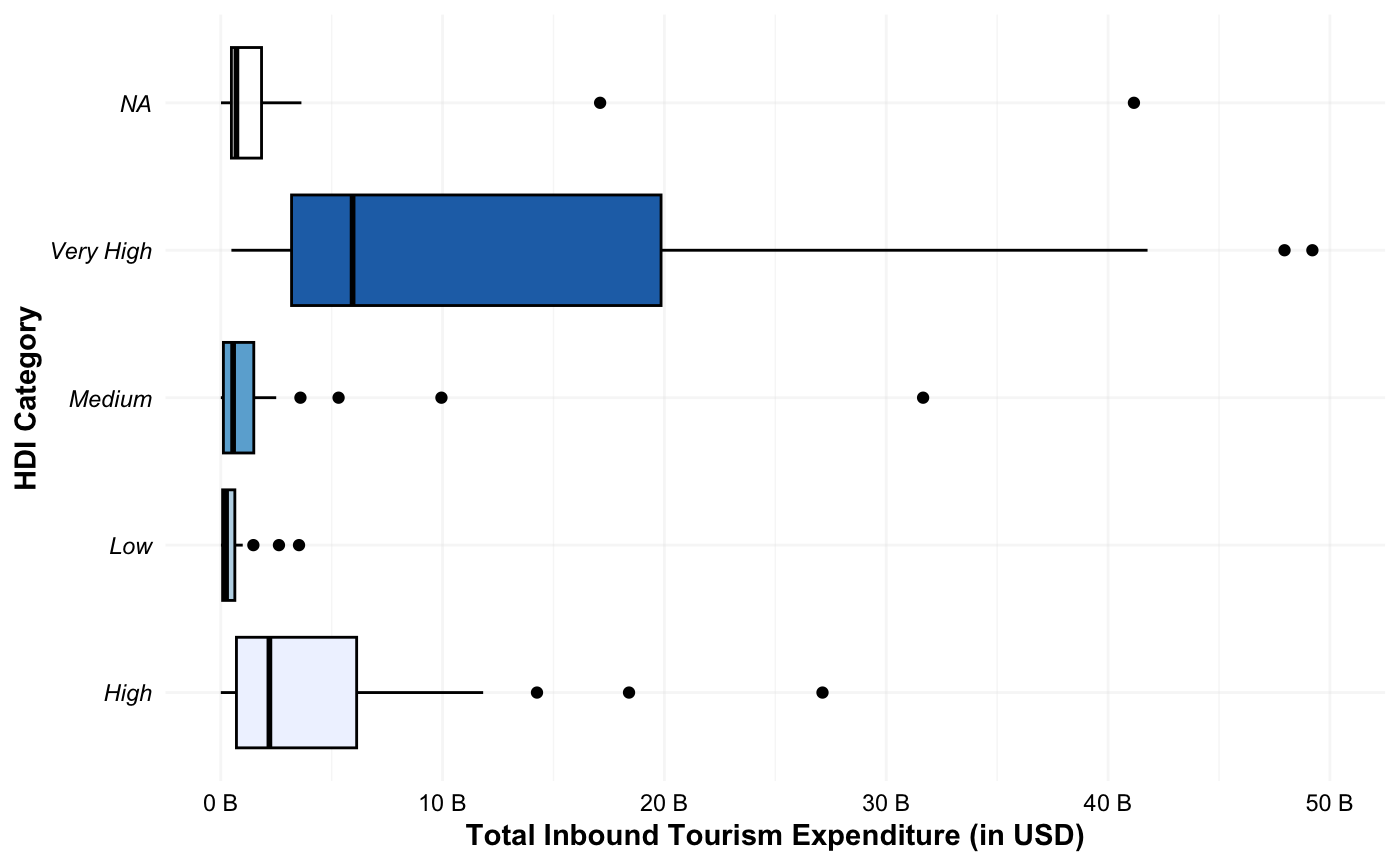 NA
Very High
Medium
Low
High
HDI Category
0 B
10 B
20 B
30 B
40 B
50 B
Total Inbound Tourism Expenditure (in USD)